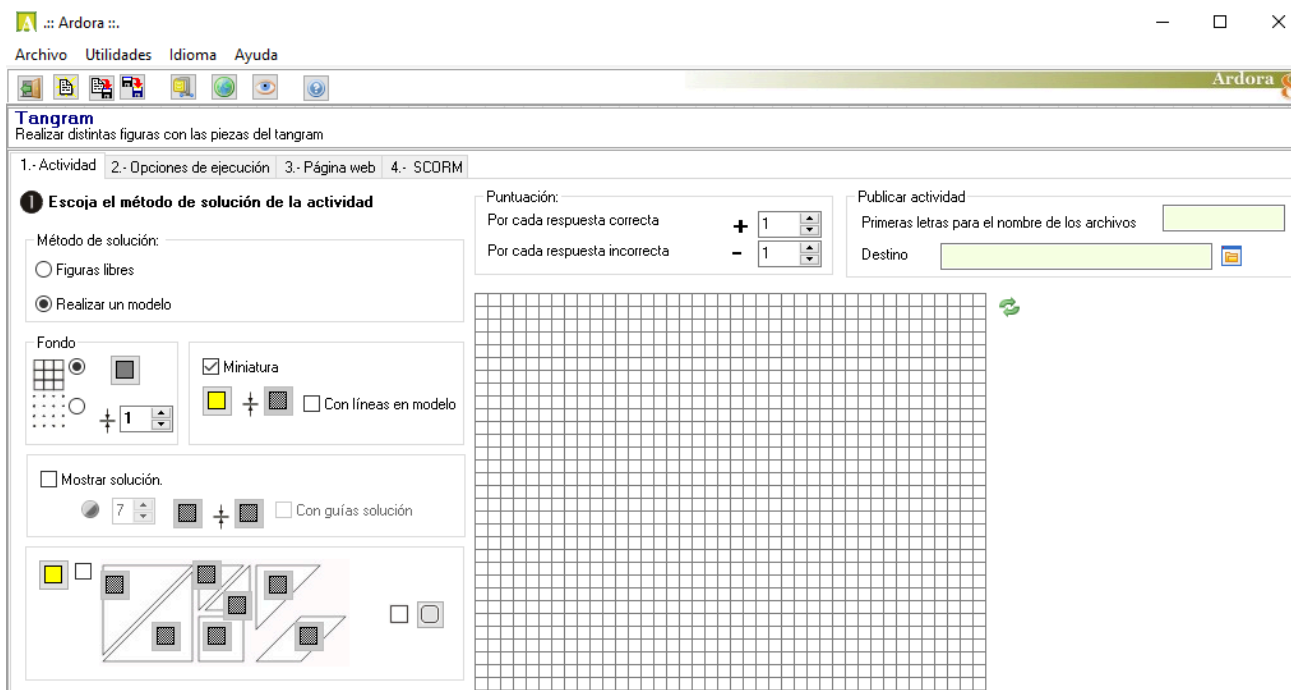 .:: Ardora ::.
Archivo Utilidades Idioma Ayuda
Ardora
Tangram
Realizar distintas figuras con las piezas del tangram
1.- Actividad 2.- Opciones de ejecución 3.- Página web 4.- SCORM
1 Escoja el método de solución de la actividad
Método de solución:
Figuras libres
Realizar un modelo
Fondo
1
Miniatura
Con líneas en modelo
Mostrar solución.
7
Con guías solución
Puntuación:
Por cada respuesta correcta + 1
Por cada respuesta incorrecta - 1
Publicar actividad
Primeras letras para el nombre de los archivos
Destino